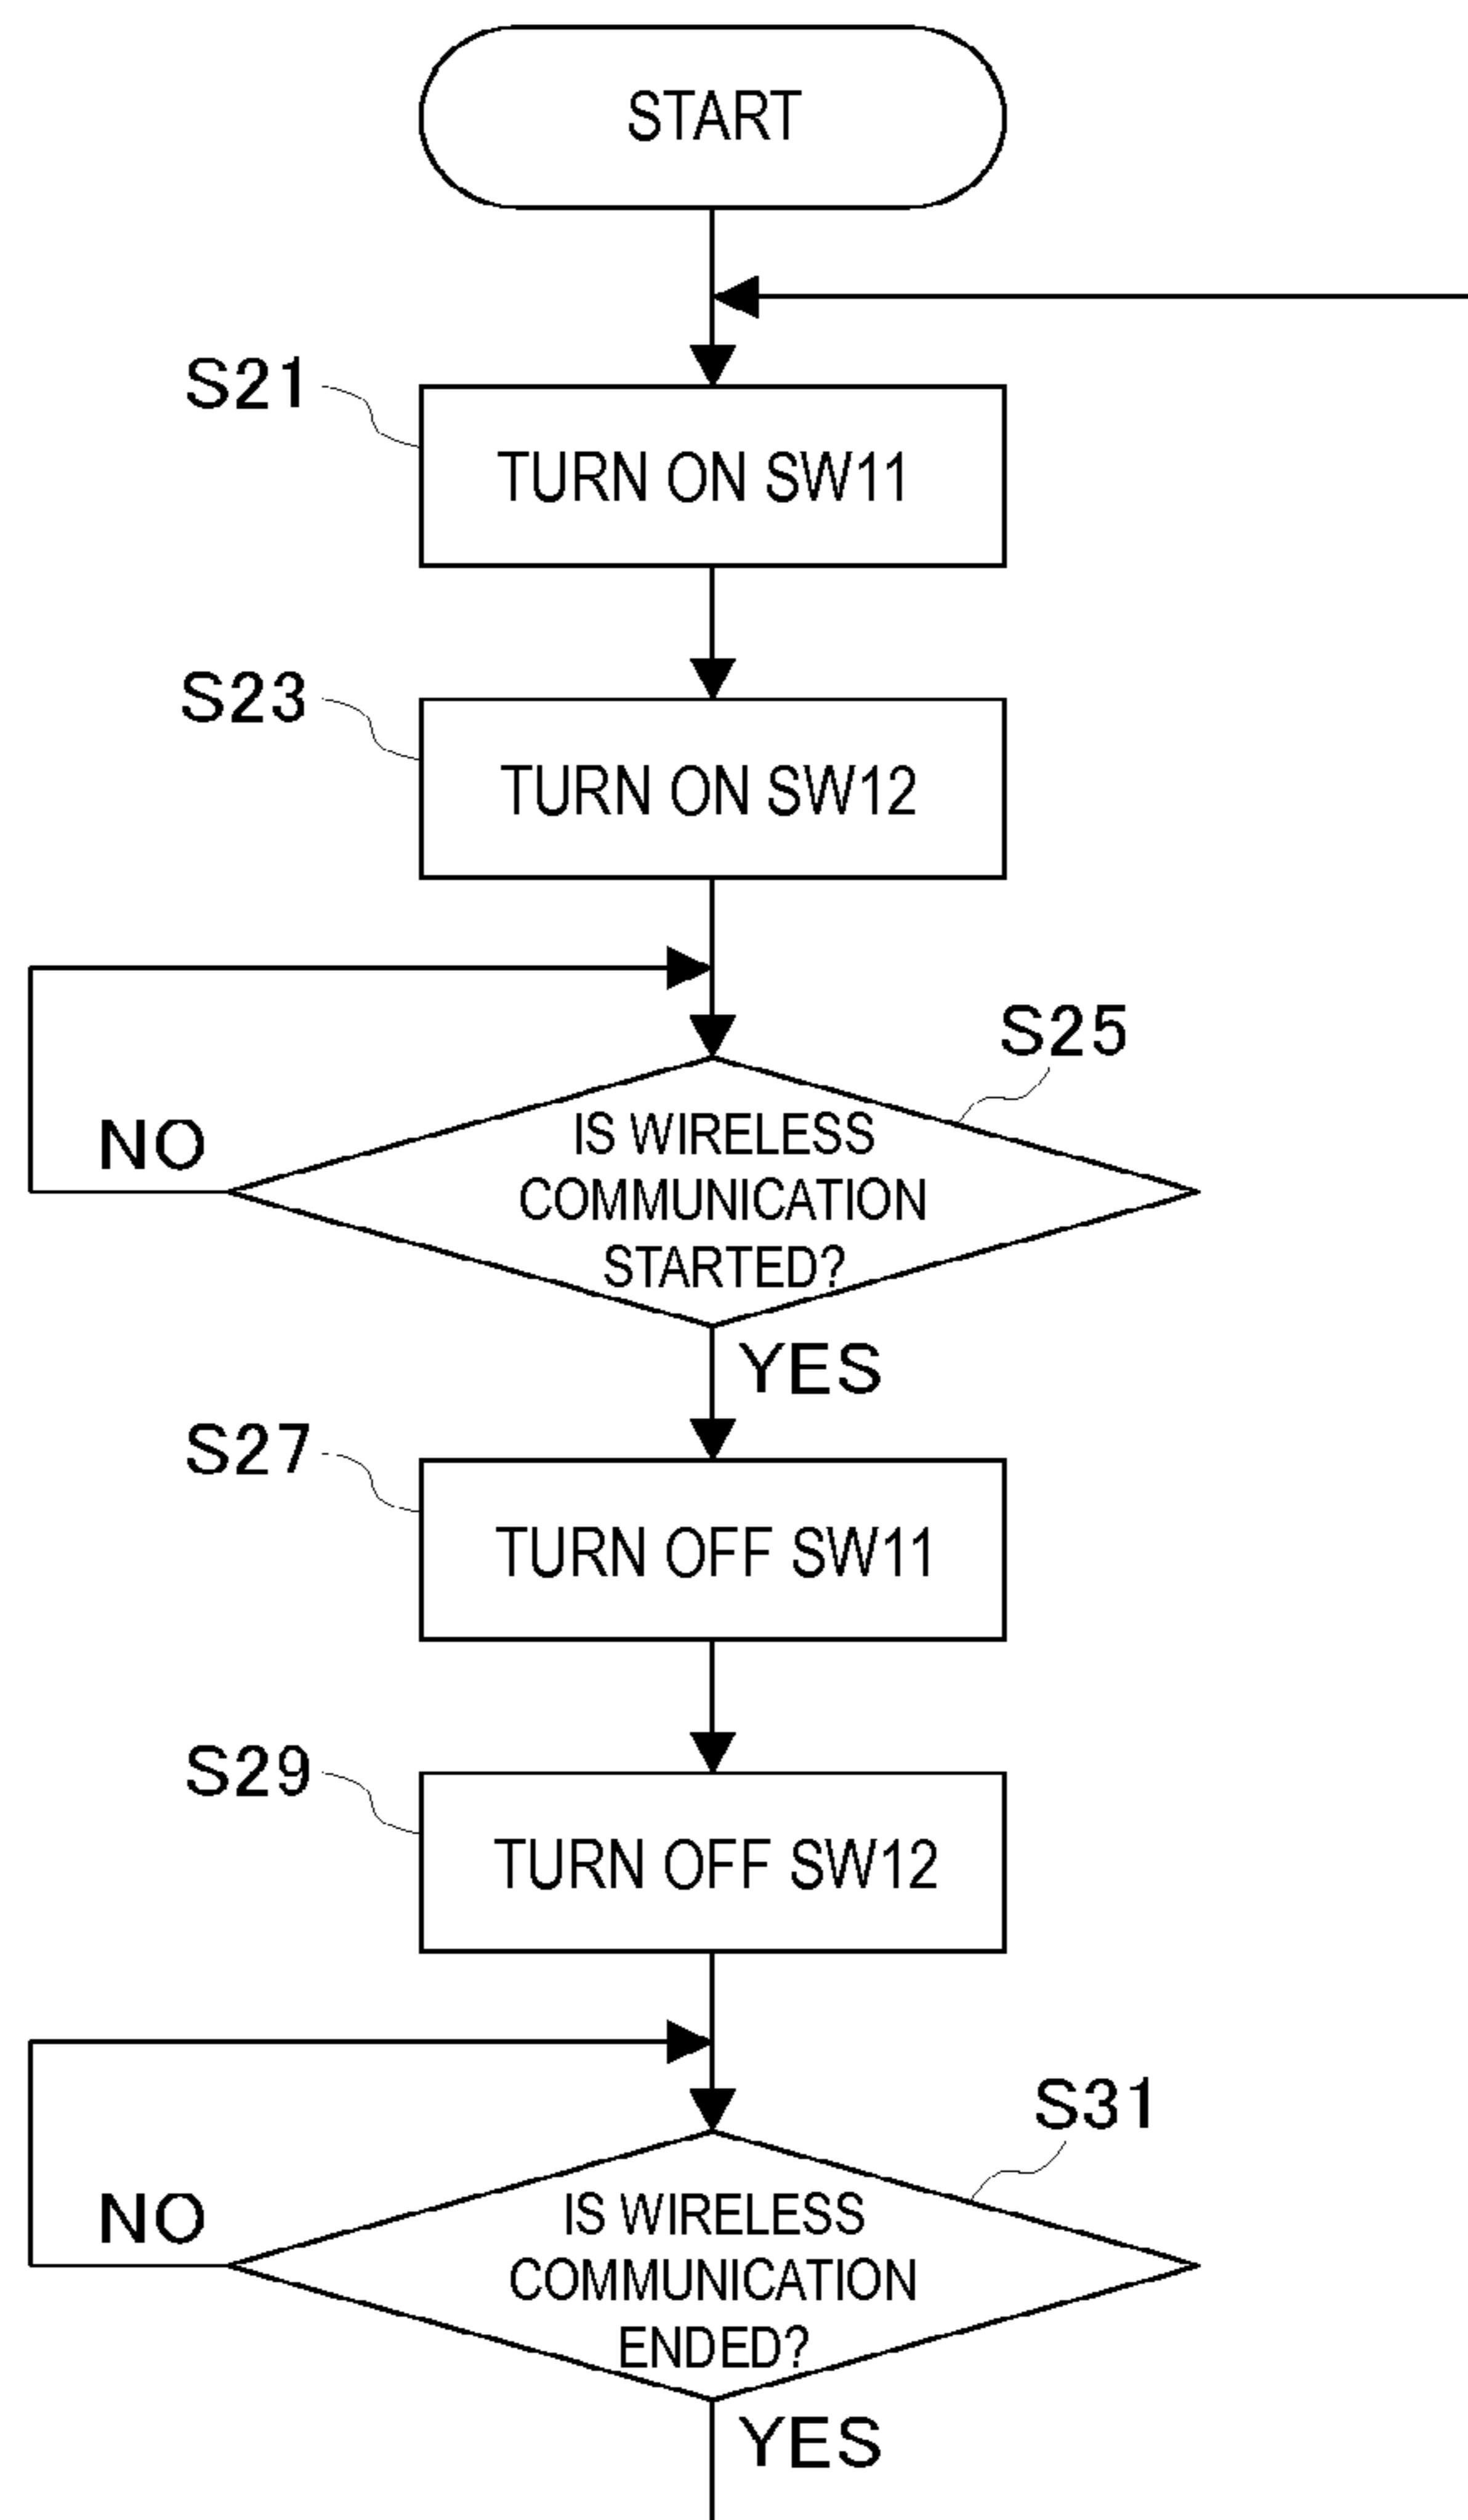 START
S21
TURN ON SW11
S23
TURN ON SW12
S25
NO
IS WIRELESS
COMMUNICATION
STARTED?
YES
S27
TURN OFF SW11
S29
TURN OFF SW12
S31
NO
IS WIRELESS
COMMUNICATION
ENDED?
YES